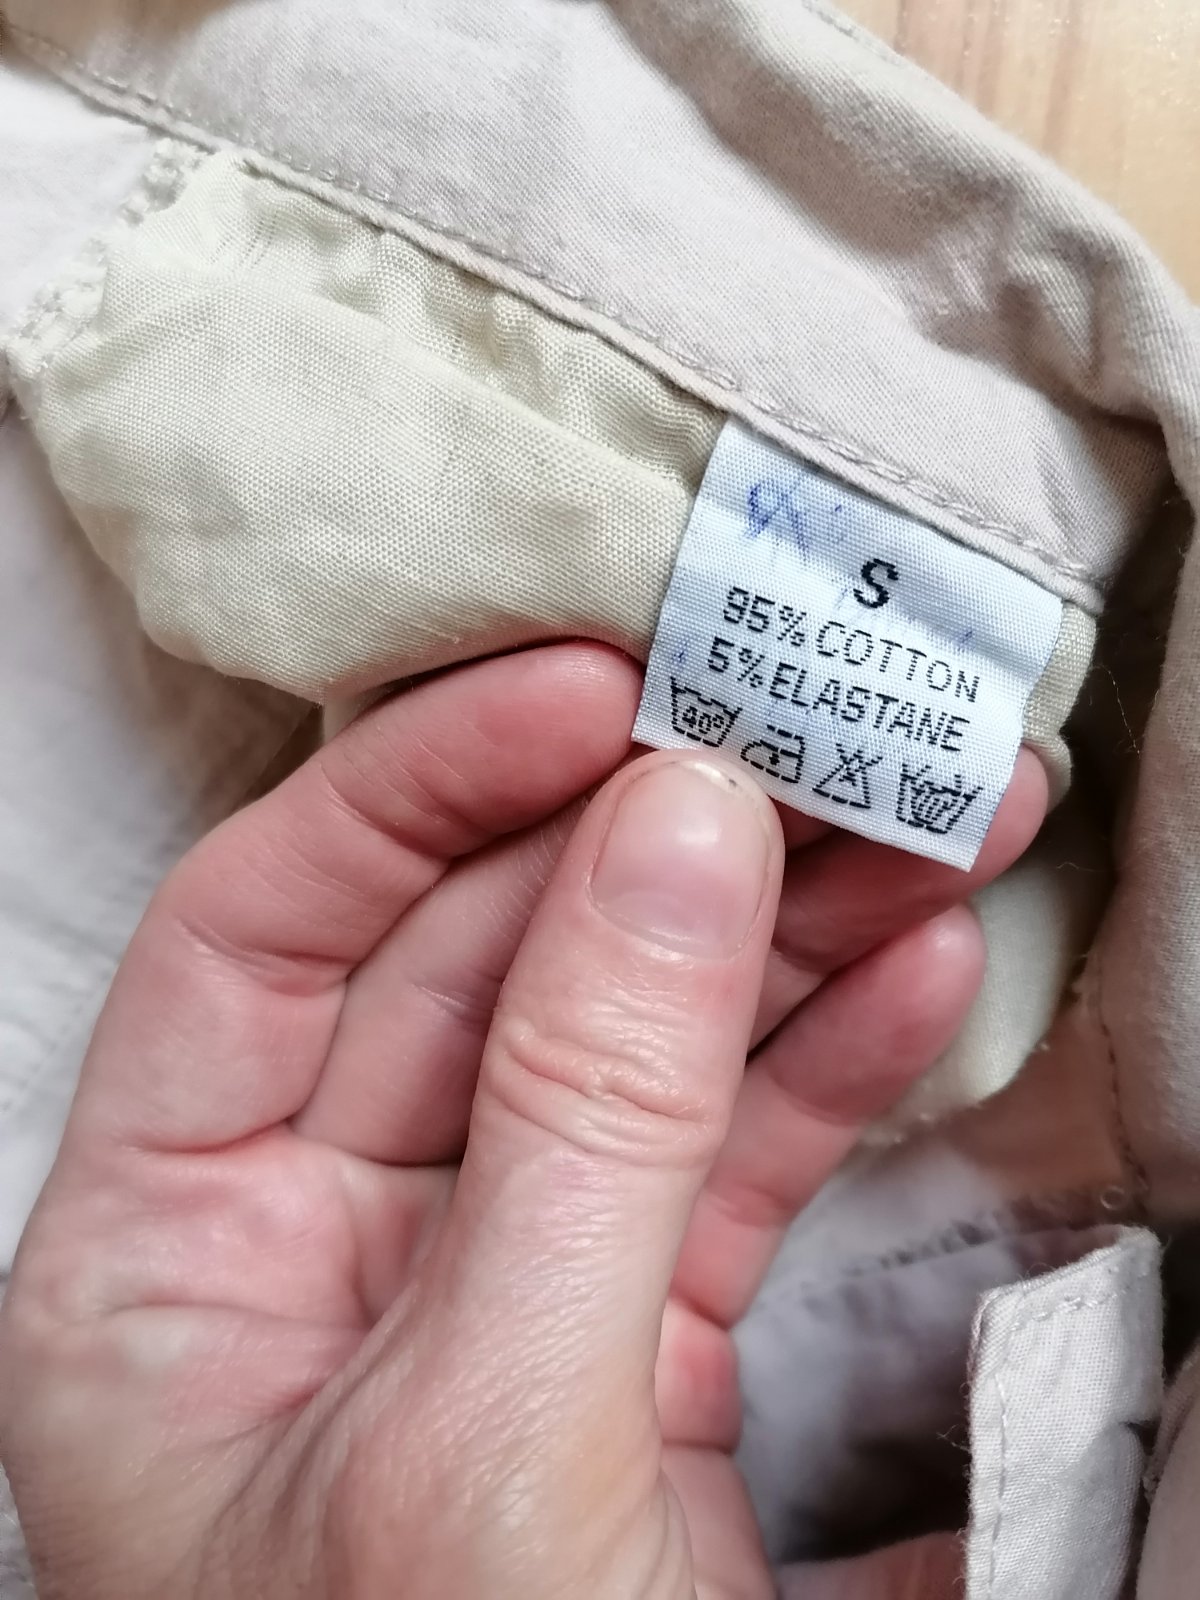 S
95% COTTON
5% ELASTANE
40°